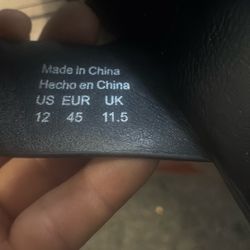 Made in China
Hecho en China
US EUR UK
12 45 11.5